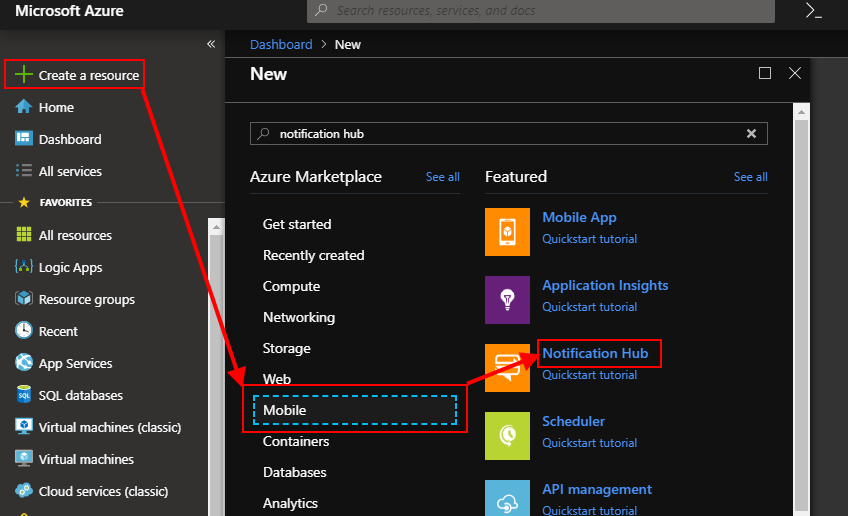 Microsoft Azure
Search resources, services, and docs
Create a resource
Home
Dashboard
All services
FAVORITES
All resources
Logic Apps
Resource groups
Recent
App Services
SQL databases
Virtual machines (classic)
Virtual machines
Cloud services (classic)
Dashboard > New
New
notification hub
Azure Marketplace
See all
Get started
Recently created
Compute
Networking
Storage
Web
Mobile
Containers
Databases
Analytics
Featured
See all
Mobile App
Quickstart tutorial
Application Insights
Quickstart tutorial
Notification Hub
Quickstart tutorial
Scheduler
Quickstart tutorial
API management
Quickstart tutorial